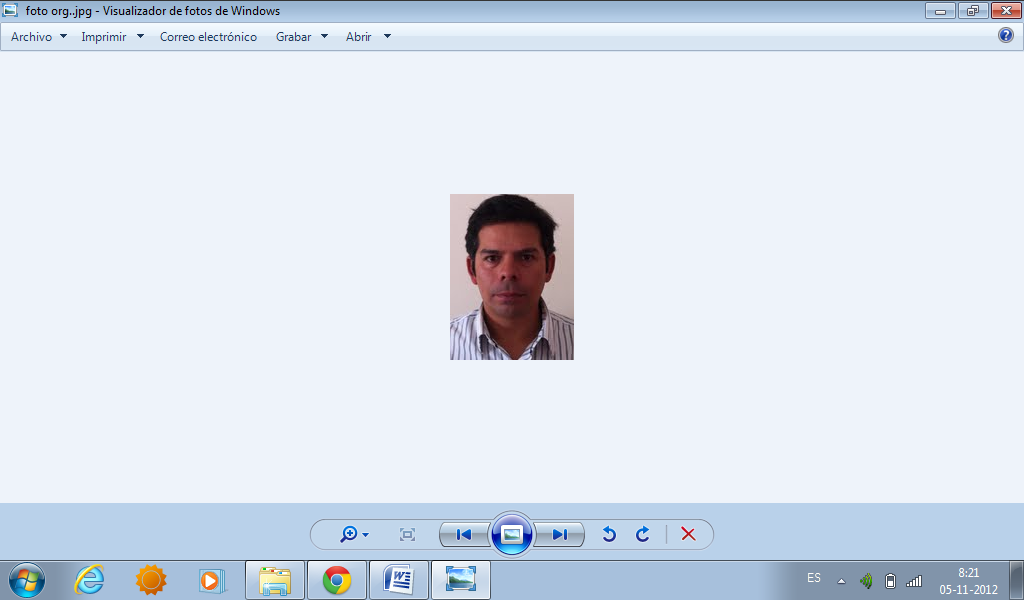 foto org..jpg - Visualizador de fotos de Windows
Archivo Imprimir Correo electrónico Grabar Abrir
ES
8:21
05-11-2012